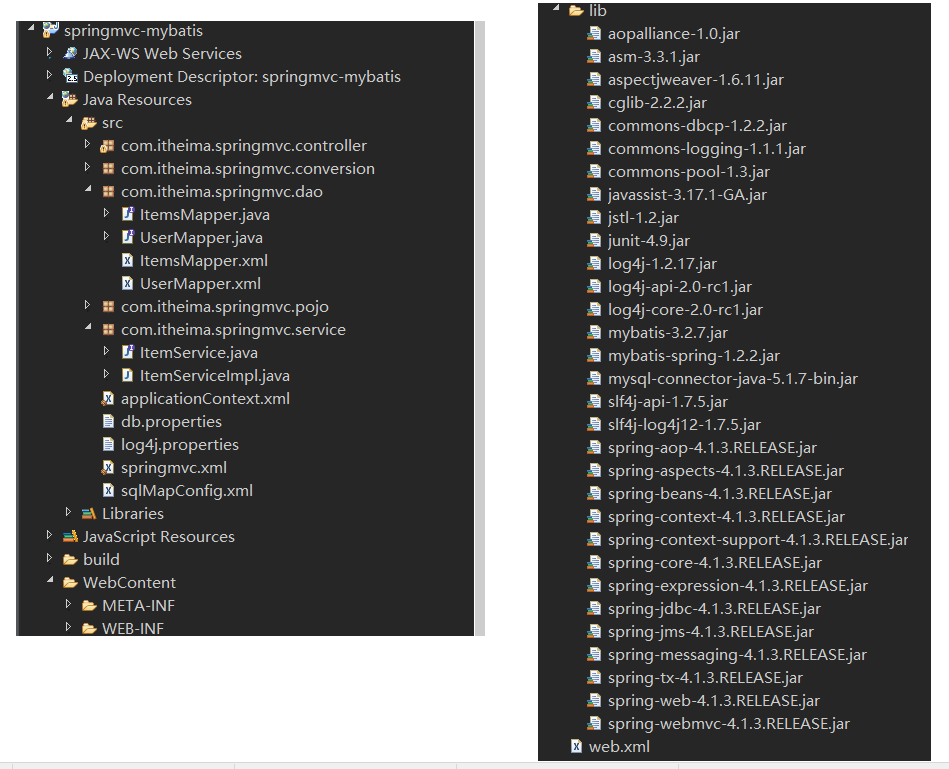 springmvc-mybatis
JAX-WS Web Services
Deployment Descriptor: springmvc-mybatis
Java Resources
src
com.itheima.springmvc.controller
com.itheima.springmvc.conversion
com.itheima.springmvc.dao
ItemsMapper.java
UserMapper.java
ItemsMapper.xml
UserMapper.xml
com.itheima.springmvc.pojo
com.itheima.springmvc.service
ItemService.java
ItemServiceImpl.java
applicationContext.xml
db.properties
log4j.properties
springmvc.xml
sqlMapConfig.xml
Libraries
JavaScript Resources
build
WebContent
META-INF
WEB-INF
lib
aopalliance-1.0.jar
asm-3.3.1.jar
aspectjweaver-1.6.11.jar
cglib-2.2.2.jar
commons-dbcp-1.2.2.jar
commons-logging-1.1.1.jar
commons-pool-1.3.jar
javassist-3.17.1-GA.jar
jstl-1.2.jar
junit-4.9.jar
log4j-1.2.17.jar
log4j-api-2.0-rc1.jar
log4j-core-2.0-rc1.jar
mybatis-3.2.7.jar
mybatis-spring-1.2.2.jar
mysql-connector-java-5.1.7-bin.jar
slf4j-api-1.7.5.jar
slf4j-log4j12-1.7.5.jar
spring-aop-4.1.3.RELEASE.jar
spring-aspects-4.1.3.RELEASE.jar
spring-beans-4.1.3.RELEASE.jar
spring-context-4.1.3.RELEASE.jar
spring-context-support-4.1.3.RELEASE.jar
spring-core-4.1.3.RELEASE.jar
spring-expression-4.1.3.RELEASE.jar
spring-jdbc-4.1.3.RELEASE.jar
spring-jms-4.1.3.RELEASE.jar
spring-messaging-4.1.3.RELEASE.jar
spring-tx-4.1.3.RELEASE.jar
spring-web-4.1.3.RELEASE.jar
spring-webmvc-4.1.3.RELEASE.jar
web.xml